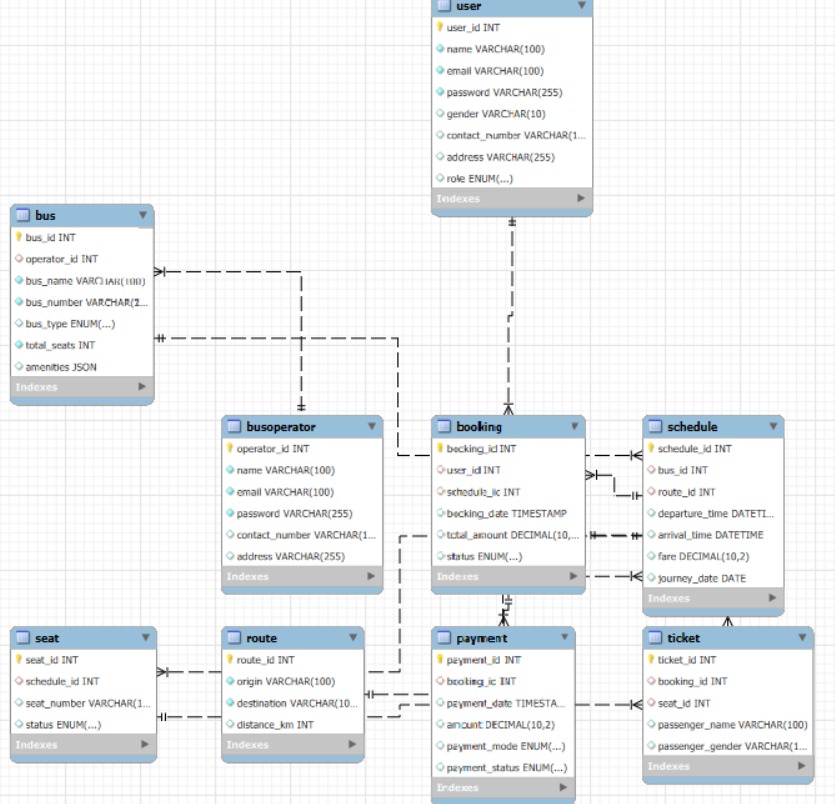 user
user_id INT
name VARCHAR(100)
email VARCHAR(100)
password VARCHAR(255)
gender VARCHAR(10)
contact_number VARCHAR(1...
address VARCHAR(255)
role ENUM(...)
Indexes
bus
bus_id INT
operator_id INT
bus_name VARCHAR(100)
bus_number VARCHAR(2...
bus_type ENUM(...)
total_seats INT
amenities JSON
Indexes
busoperator
operator_id INT
name VARCHAR(100)
email VARCHAR(100)
password VARCHAR(255)
contact_number VARCHAR(1...
address VARCHAR(255)
Indexes
booking
booking_id INT
user_id INT
schedule_id INT
booking_date TIMESTAMP
total_amount DECIMAL(10,...
status ENUM(...)
Indexes
schedule
schedule_id INT
bus_id INT
route_id INT
departure_time DATETI...
arrival_time DATETIME
fare DECIMAL(10,2)
journey_date DATE
Indexes
seat
seat_id INT
schedule_id INT
seat_number VARCHAR(1...
status ENUM(...)
Indexes
route
route_id INT
origin VARCHAR(100)
destination VARCHAR(10...
distance_km INT
Indexes
payment
payment_id INT
booking_id INT
payment_date TIMESTA...
amount DECIMAL(10,2)
payment_mode ENUM(...)
payment_status ENUM(...)
Indexes
ticket
ticket_id INT
booking_id INT
seat_id INT
passenger_name VARCHAR(100)
passenger_gender VARCHAR(1...
Indexes